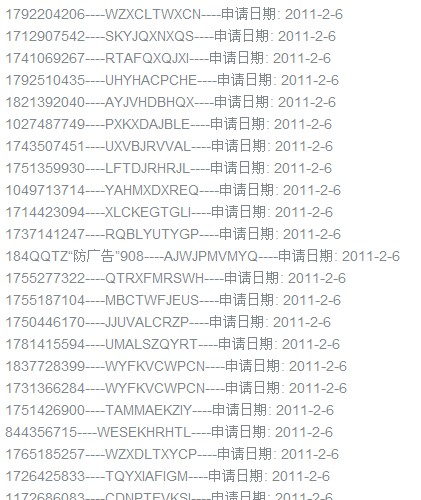 1792204206----WZXCLTWXCN----申请日期: 2011-2-6
1712907542----SKYJQXNXQS----申请日期: 2011-2-6
1741069267----RTAFQXQJXI----申请日期: 2011-2-6
1792510435----UHYHACPCHE----申请日期: 2011-2-6
1821392040----AYJVHDBHQX----申请日期: 2011-2-6
1027487749----PXKXDAJBLE----申请日期: 2011-2-6
1743507451----UXVBJRVVAL----申请日期: 2011-2-6
1751359930----LFTDJRHRJL----申请日期: 2011-2-6
1049713714----YAHMXDXREQ----申请日期: 2011-2-6
1714423094----XLCKEGTGLI----申请日期: 2011-2-6
1737141247----RQBLYUTYGP----申请日期: 2011-2-6
184QQTZ“防广告”908----AJWJPMVMYQ----申请日期: 2011-2-6
1755277322----QTRXFMRSWH----申请日期: 2011-2-6
1755187104----MBCTWFJEUS----申请日期: 2011-2-6
1750446170----JJUVALCRZP----申请日期: 2011-2-6
1781415594----UMALSZQYRT----申请日期: 2011-2-6
1837728399----WYFKVCWPCN----申请日期: 2011-2-6
1731366284----WYFKVCWPCN----申请日期: 2011-2-6
1751426900----TAMMAEKZIY----申请日期: 2011-2-6
844356715----WESEKHRHTL----申请日期: 2011-2-6
1765185257----WZXDLTXYCP----申请日期: 2011-2-6
1726425833----TQYXIAFIGM----申请日期: 2011-2-6
1172686083----CDNPTFVKSI----申请日期: 2011-2-6